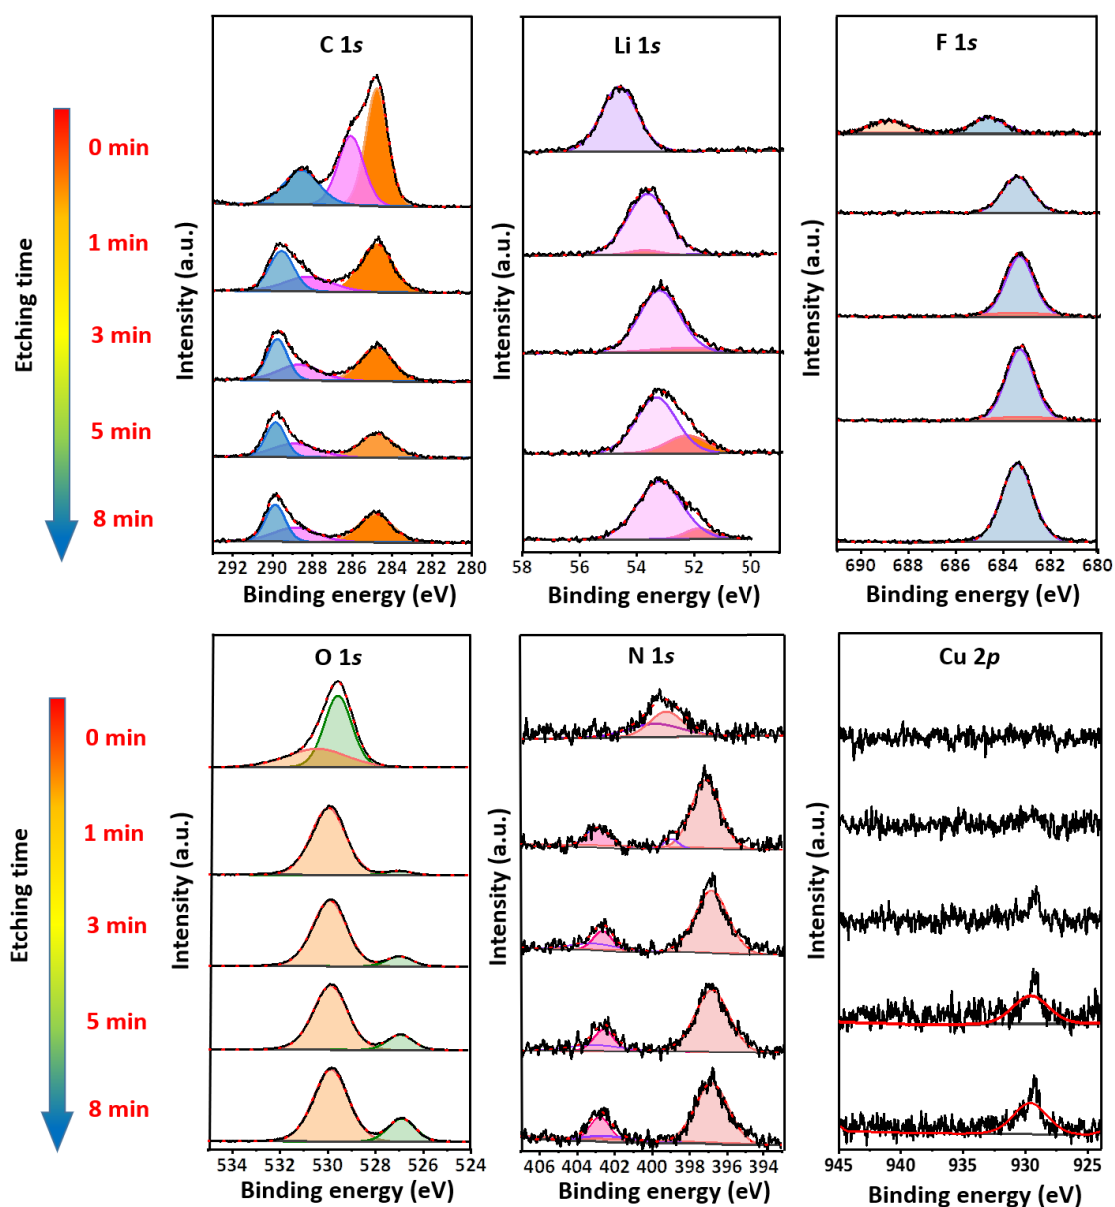 C 1s
Li 1s
F 1s
Etching time
0 min
1 min
3 min
5 min
8 min
Intensity (a.u.)
Intensity (a.u.)
Intensity (a.u.)
292 290 288 286 284 282 280
58 56 54 52 50
690 688 686 684 682 680
Binding energy (eV)
Binding energy (eV)
Binding energy (eV)
O 1s
N 1s
Cu 2p
Etching time
0 min
1 min
3 min
5 min
8 min
Intensity (a.u.)
Intensity (a.u.)
Intensity (a.u.)
534 532 530 528 526 524
406 404 402 400 398 396 394
945 940 935 930 925
Binding energy (eV)
Binding energy (eV)
Binding energy (eV)